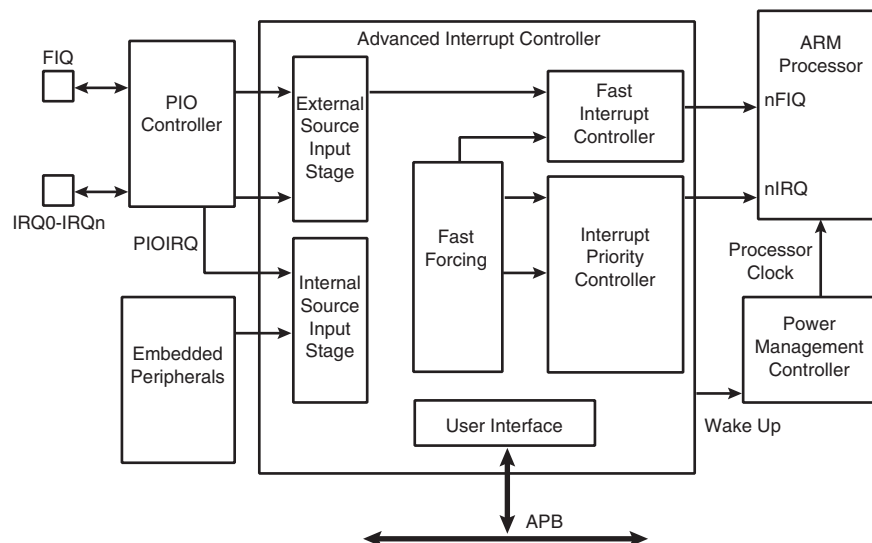 Advanced Interrupt Controller
FIQ
PIO
Controller
IRQ0-IRQn
PIOIRQ
Embedded
Peripherals
External
Source
Input
Stage
Internal
Source
Input
Stage
Fast
Forcing
Fast
Interrupt
Controller
Interrupt
Priority
Controller
ARM
Processor
nFIQ
nIRQ
Processor
Clock
Power
Management
Controller
Wake Up
User Interface
APB